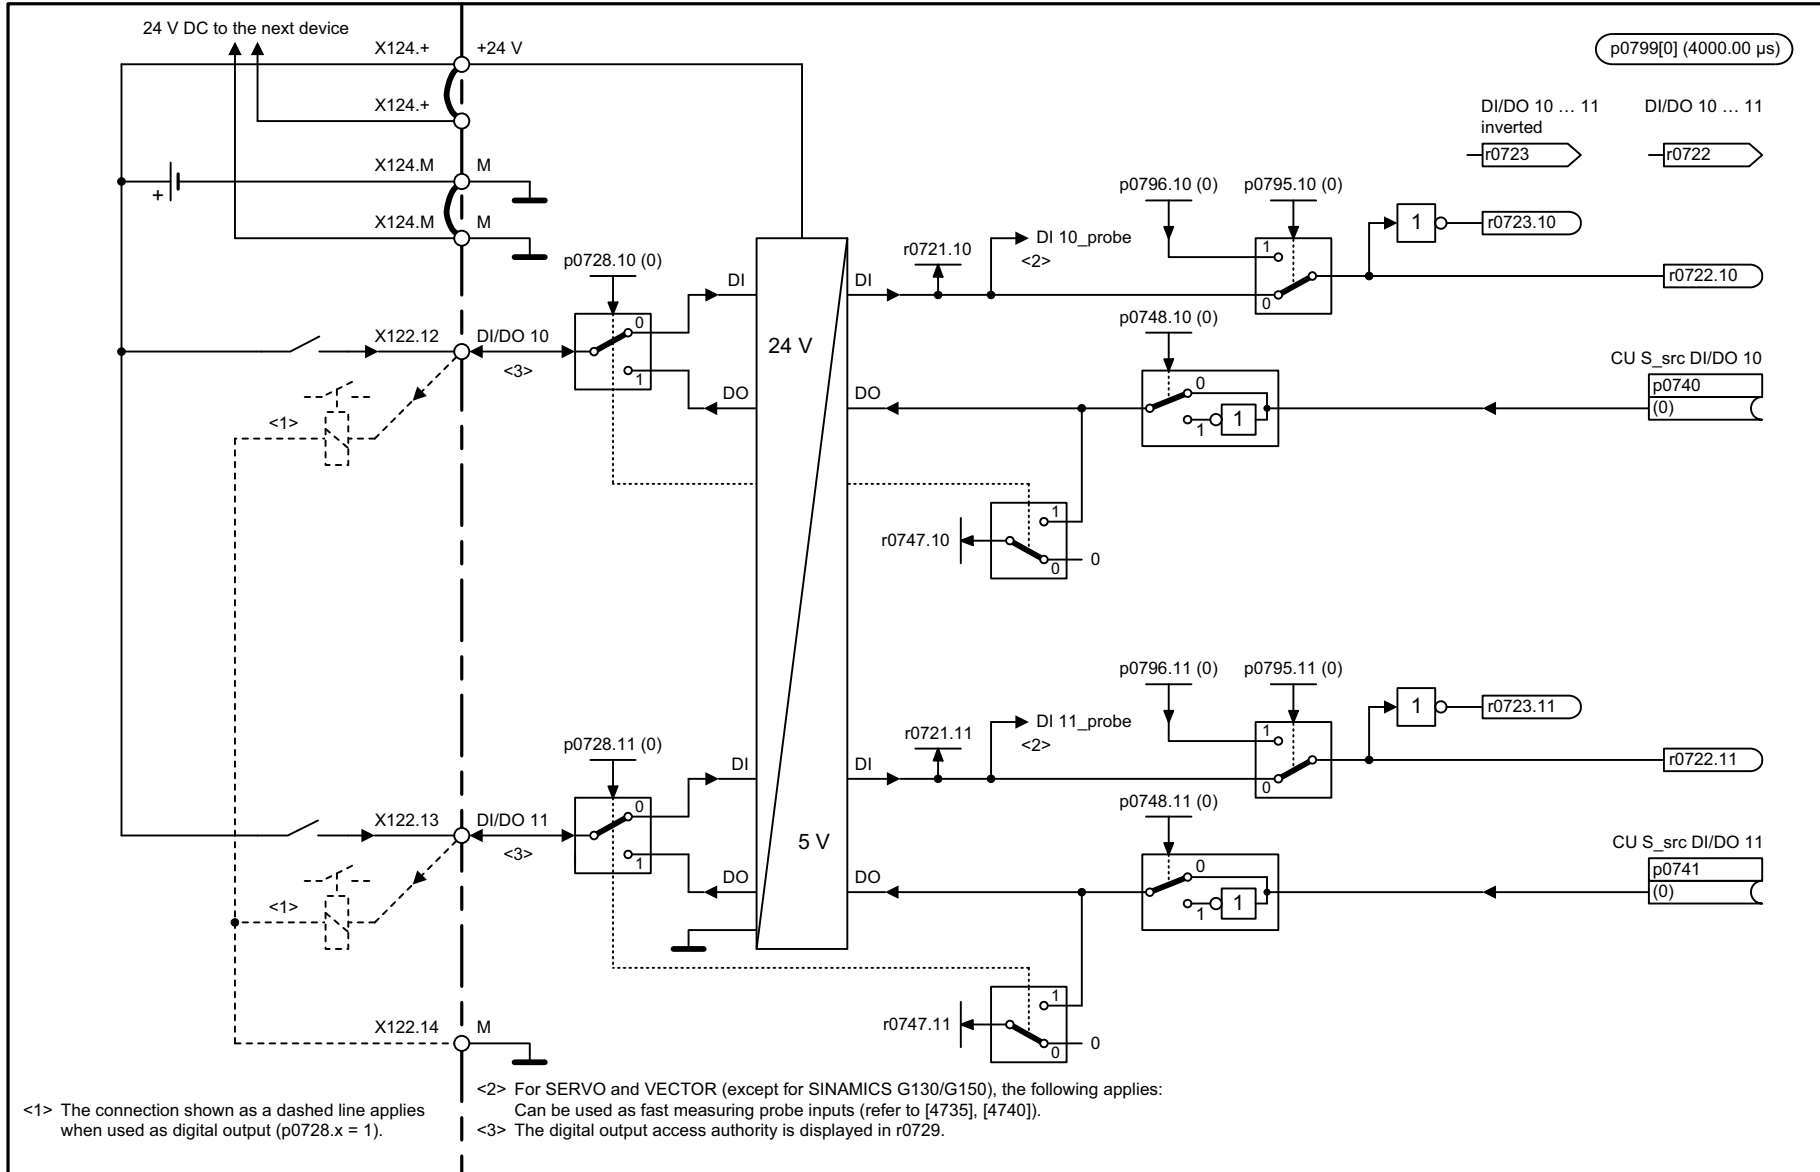 24 V DC to the next device
X124.+
+24 V
p0799[0] (4000.00 µs)
X124.+
DI/DO 10 … 11
inverted
DI/DO 10 … 11
r0723
r0722
X124.M
M
+
X124.M
M
p0796.10 (0)
p0795.10 (0)
1
r0723.10
DI 10_probe
<2>
r0721.10
1
0
r0722.10
p0728.10 (0)
DI
DI
X122.12
DI/DO 10
<3>
0
1
24 V
p0748.10 (0)
CU S_src DI/DO 10
p0740
(0)
DO
DO
0
1
1
<1>
r0747.10
1
0
0
p0796.11 (0)
p0795.11 (0)
1
r0723.11
DI 11_probe
<2>
r0721.11
1
0
r0722.11
p0728.11 (0)
DI
DI
X122.13
DI/DO 11
<3>
0
1
5 V
p0748.11 (0)
CU S_src DI/DO 11
p0741
(0)
DO
DO
0
1
1
<1>
r0747.11
1
0
0
X122.14
M
<1> The connection shown as a dashed line applies
when used as digital output (p0728.x = 1).
<2> For SERVO and VECTOR (except for SINAMICS G130/G150), the following applies:
Can be used as fast measuring probe inputs (refer to [4735], [4740]).
<3> The digital output access authority is displayed in r0729.